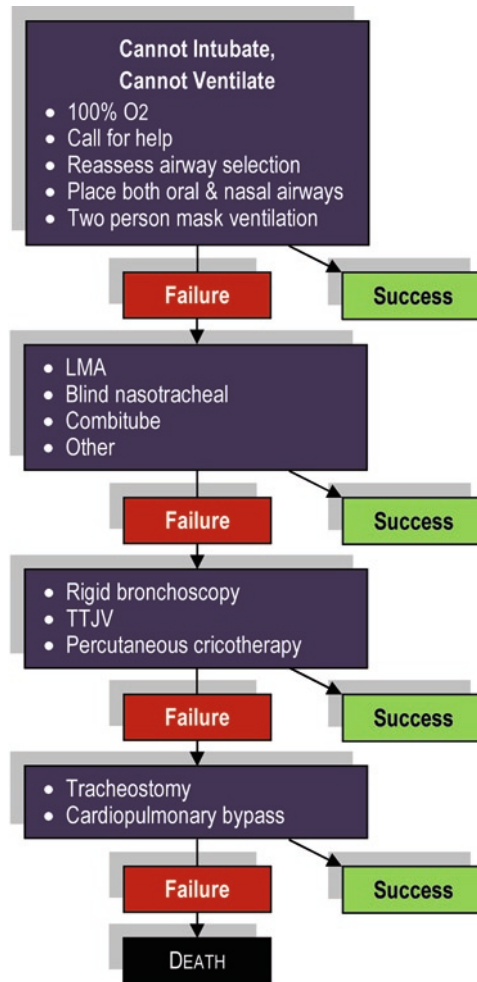 Cannot Intubate,
Cannot Ventilate
• 100% O2
• Call for help
• Reassess airway selection
• Place both oral & nasal airways
• Two person mask ventilation
Failure
Success
• LMA
• Blind nasotracheal
• Combitube
• Other
Failure
Success
• Rigid bronchoscopy
• TTJV
• Percutaneous cricotherapy
Failure
Success
• Tracheostomy
• Cardiopulmonary bypass
Failure
Success
DEATH